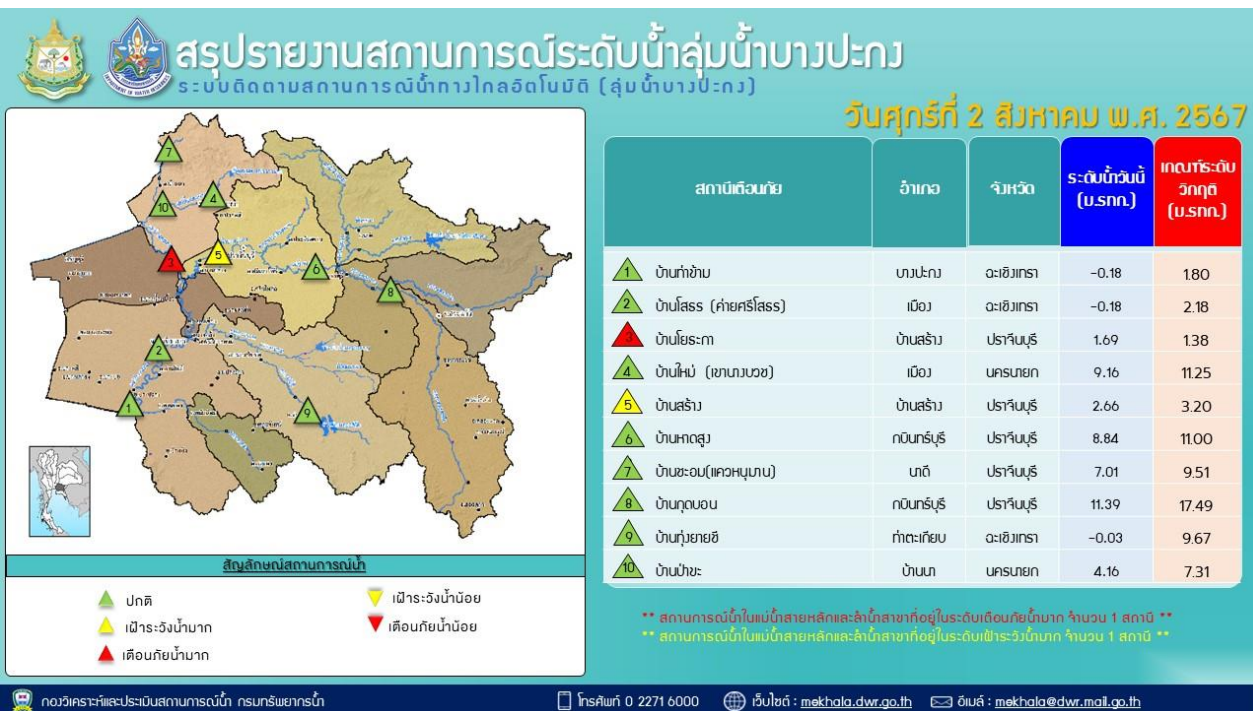 สรุปรายงานสถานการณ์ระดับน้ำลุ่มน้ำบางปะกง
ระบบติดตามสถานการณ์น้ำทางไกลอัตโนมัติ (ลุ่มน้ำบางปะกง)
วันศุกร์ที่ 2 สิงหาคม พ.ศ. 2567
สถานีเตือนภัย อำเภอ จังหวัด ระดับน้ำวันนี้ (ม.รทก.) เกณฑ์ระดับวิกฤติ (ม.รทก.)
1 บ้านท่าข้าม บางปะกง ฉะเชิงเทรา -0.18 1.80
2 บ้านโสธร (ค่ายศรีโสธร) เมือง ฉะเชิงเทรา -0.18 2.18
3 บ้านโยธะกา บ้านสร้าง ปราจีนบุรี 1.69 1.38
4 บ้านใหม่ (เขานางบวช) เมือง นครนายก 9.16 11.25
5 บ้านสร้าง บ้านสร้าง ปราจีนบุรี 2.66 3.20
6 บ้านหาดสูง กบินทร์บุรี ปราจีนบุรี 8.84 11.00
7 บ้านชะอม(แควหนุมาน) นาดี ปราจีนบุรี 7.01 9.51
8 บ้านกุดบอน กบินทร์บุรี ปราจีนบุรี 11.39 17.49
9 บ้านทุ่งยายชี ท่าตะเกียบ ฉะเชิงเทรา -0.03 9.67
10 บ้านป่าขะ บ้านนา นครนายก 4.16 7.31
** สถานการณ์น้ำในแม่น้ำสายหลักและลำน้ำสาขาที่อยู่ในระดับเตือนภัยน้ำมาก จำนวน 1 สถานี **
** สถานการณ์น้ำในแม่น้ำสายหลักและลำน้ำสาขาที่อยู่ในระดับเฝ้าระวังน้ำมาก จำนวน 1 สถานี **
7
4
10
3
5
6
8
2
1
9
สัญลักษณ์สถานการณ์น้ำ
ปกติ
เฝ้าระวังน้ำมาก
เตือนภัยน้ำมาก
เฝ้าระวังน้ำน้อย
เตือนภัยน้ำน้อย
กองวิเคราะห์และประเมินสถานการณ์น้ำ กรมทรัพยากรน้ำ โทรศัพท์ 0 2271 6000 เว็บไซต์ : mekhala.dwr.go.th อีเมล์ : mekhala@dwr.mail.go.th